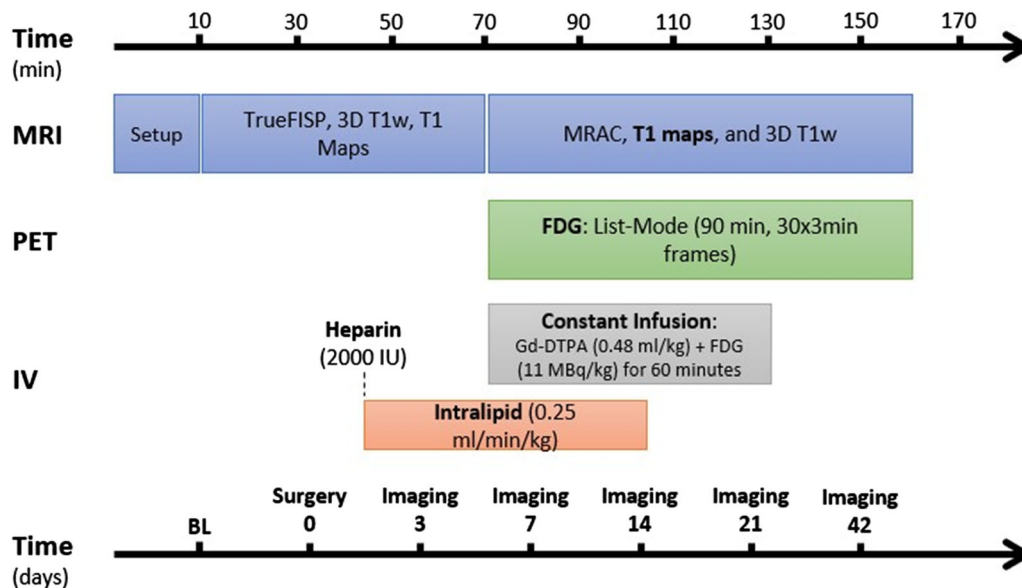 10 30 50 70 90 110 130 150 170
Time
(min)
MRI
Setup
TrueFISP, 3D T1w, T1
Maps
MRAC, T1 maps, and 3D T1w
PET
FDG: List-Mode (90 min, 30x3min
frames)
IV
Heparin
(2000 IU)
Constant Infusion:
Gd-DTPA (0.48 ml/kg) + FDG
(11 MBq/kg) for 60 minutes
Intralipid (0.25
ml/min/kg)
Surgery Imaging Imaging Imaging Imaging Imaging
BL 0 3 7 14 21 42
Time
(days)